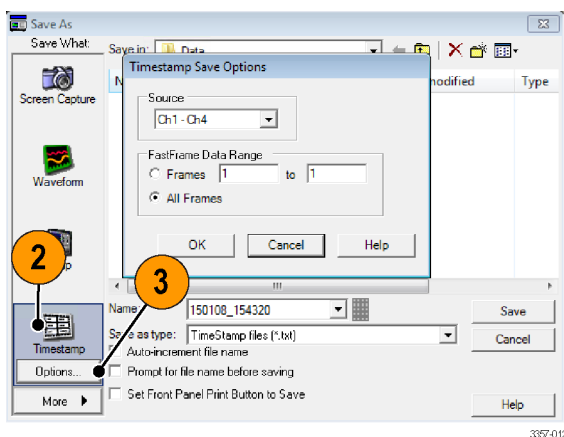 Save As
Save What:
Save in: Data
Timestamp Save Options
modified Type
Screen Capture
Source
Ch1 - Ch4
Waveform
FastFrame Data Range
Frames 1 to 1
All Frames
OK Cancel Help
2
3
Name: 150108_154320 Save
Save as type: TimeStamp files (*.txt) Cancel
Timestamp
Auto-increment file name
Options...
Prompt for file name before saving
More
Set Front Panel Print Button to Save
Help